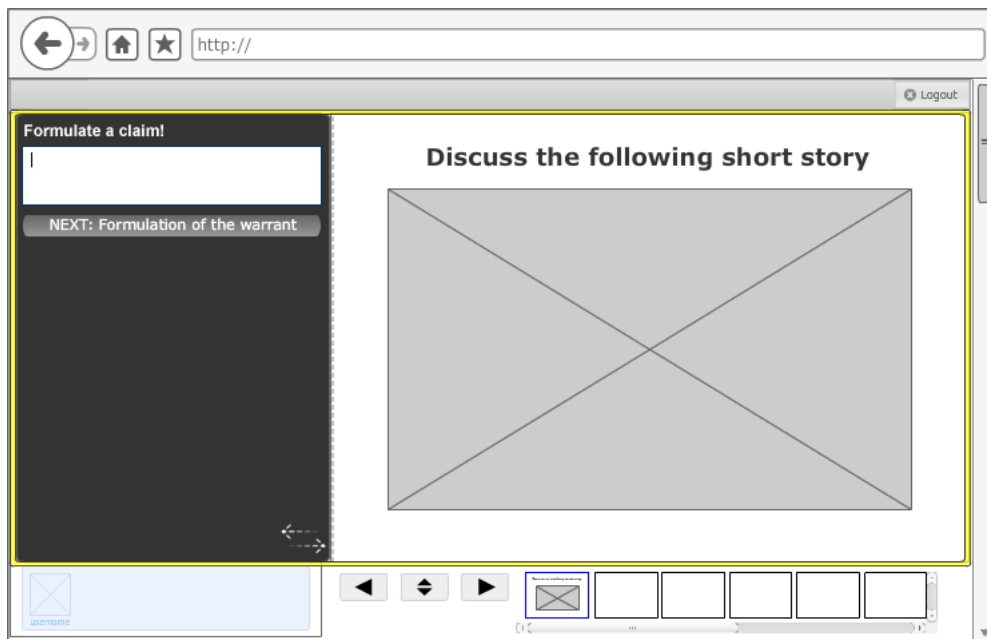 http://
Logout
Formulate a claim!
NEXT: Formulation of the warrant
Discuss the following short story
username